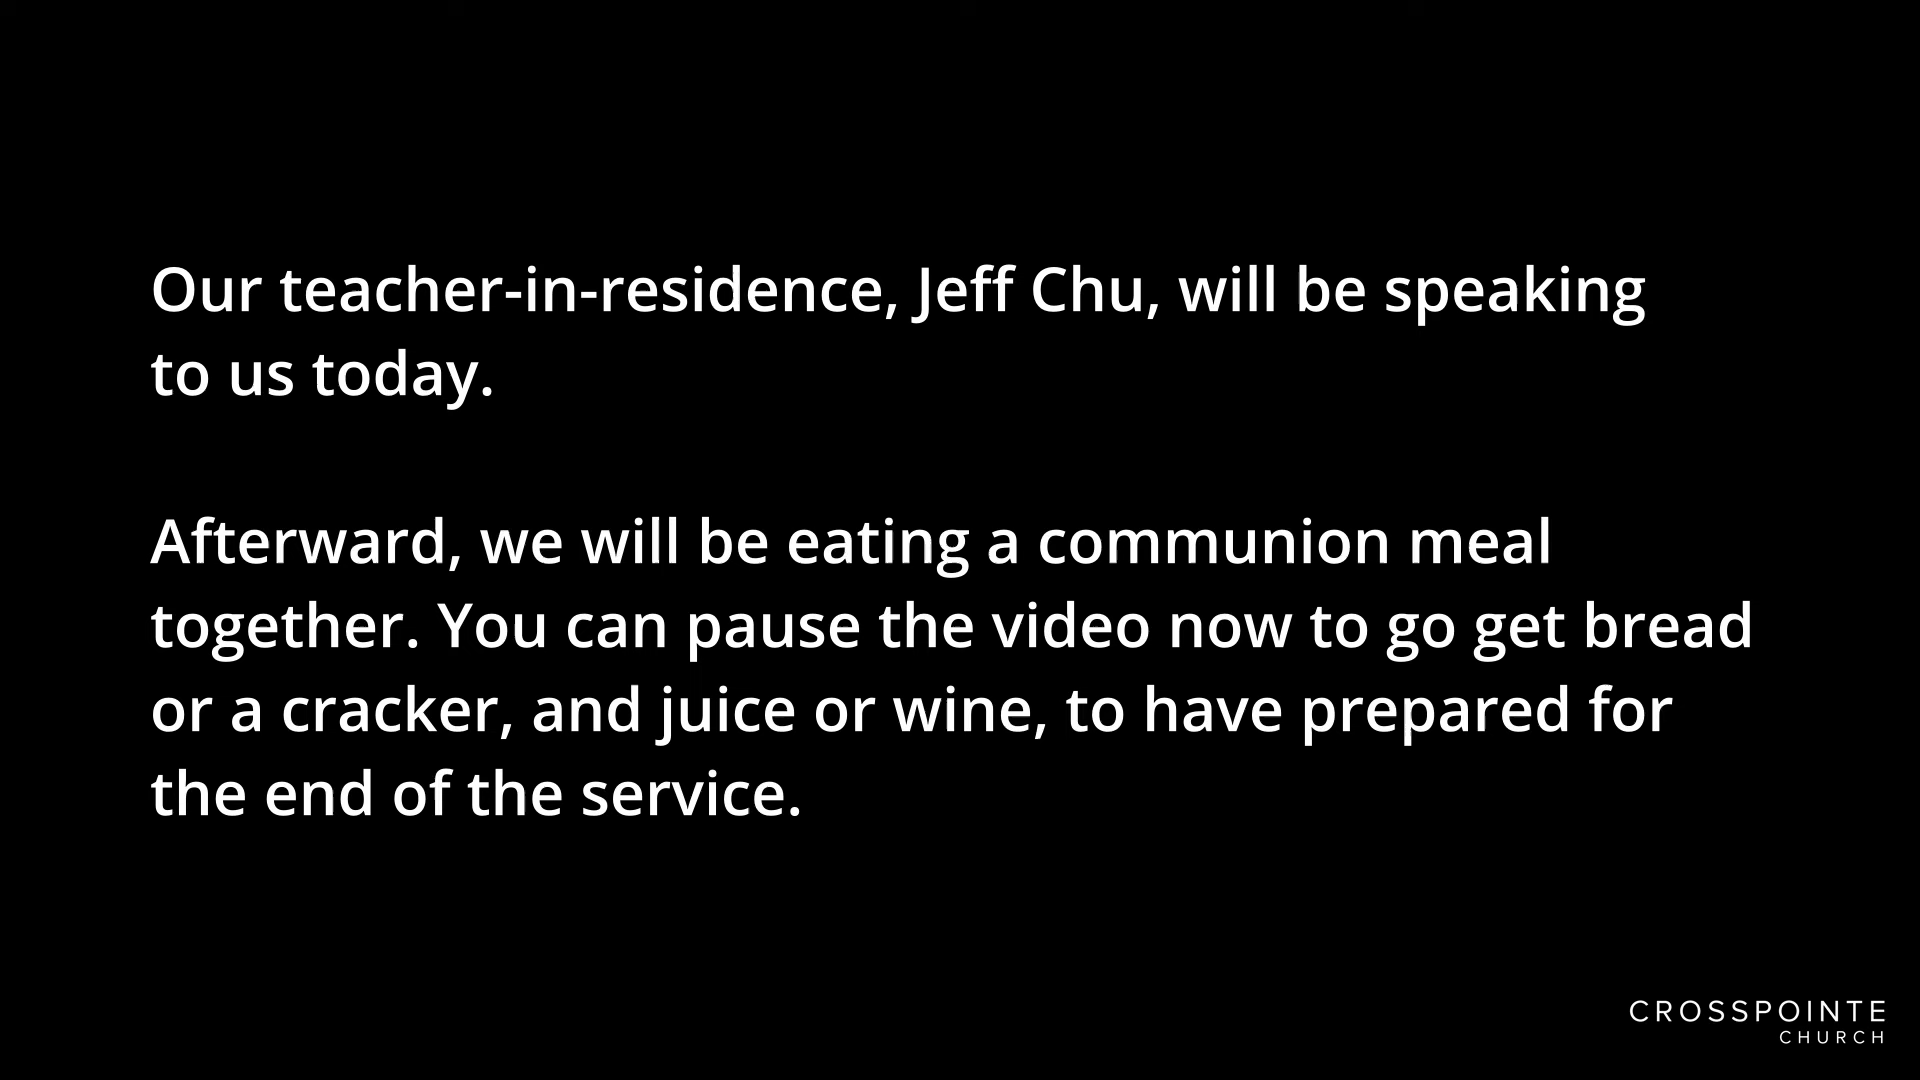 Our teacher-in-residence, Jeff Chu, will be speaking
to us today.
Afterward, we will be eating a communion meal
together. You can pause the video now to go get bread
or a cracker, and juice or wine, to have prepared for
the end of the service.
CROSSPOINTE
CHURCH